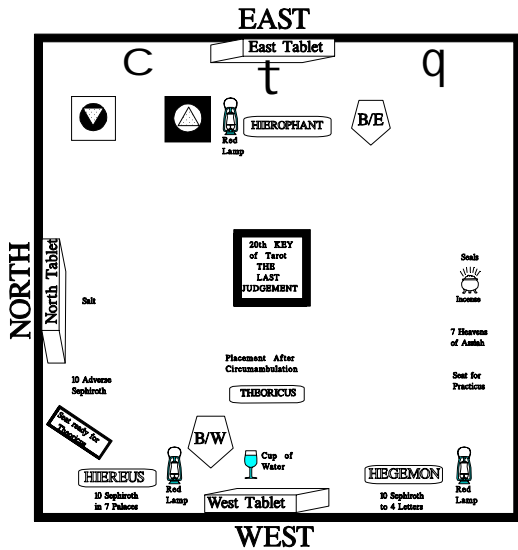 EAST
East Tablet
c
t
q
Red
Lamp
HIEROPHANT
B/E
20th KEY
of Tarot
THE
LAST
JUDGEMENT
NORTH
North Tablet
Salt
Seals
Incense
7 Heavens
of Assiah
Seat for
Practicus
Placement After
Circumambulation
THEORICUS
10 Adverse
Sephiroth
Seat ready for
Theoricus
B/W
Cup of
Water
HIEREUS
Red
Lamp
10 Sephiroth
in 7 Palaces
West Tablet
HEGEMON
Red
Lamp
10 Sephiroth
to 4 Letters
WEST